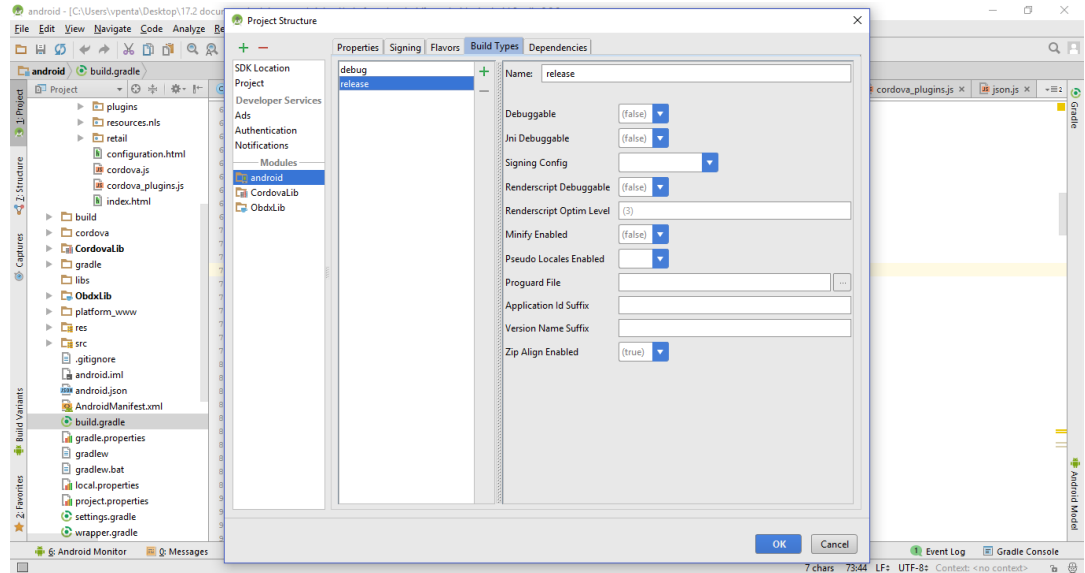 android - [C:\Users\vpenta\Desktop\17.2 docu
File Edit View Navigate Code Analyze Re
android build.gradle
Project
plugins
resources.nls
retail
configuration.html
cordova.js
cordova_plugins.js
index.html
build
cordova
CordovaLib
gradle
libs
ObdxLib
platform_www
res
src
.gitignore
android.iml
android.json
AndroidManifest.xml
build.gradle
gradle.properties
gradlew
gradlew.bat
local.properties
project.properties
settings.gradle
wrapper.gradle
1: Project
Z: Structure
Captures
Build Variants
2: Favorites
Project Structure
SDK Location
Project
Developer Services
Ads
Authentication
Notifications
Modules
android
CordovaLib
ObdxLib
Properties Signing Flavors Build Types Dependencies
debug
release
Name: release
Debuggable (false)
Jni Debuggable (false)
Signing Config
Renderscript Debuggable (false)
Renderscript Optim Level (3)
Minify Enabled (false)
Pseudo Locales Enabled
Proguard File ...
Application Id Suffix
Version Name Suffix
Zip Align Enabled (true)
OK Cancel
cordova_plugins.js json.js 2
Gradle
Android Model
6: Android Monitor 0: Messages
1 Event Log Gradle Console
7 chars 73:44 LF÷ UTF-8÷ Context: <no context>